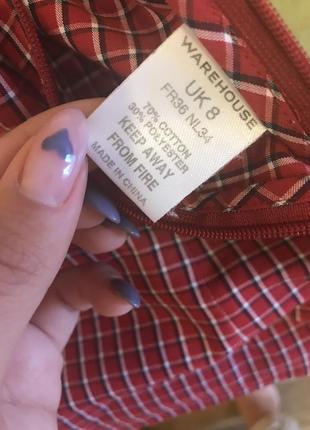 WAREHOUSE
UK 8
FR36 NL34
70% COTTON
30% POLYESTER
KEEP AWAY
FROM FIRE
MADE IN CHINA